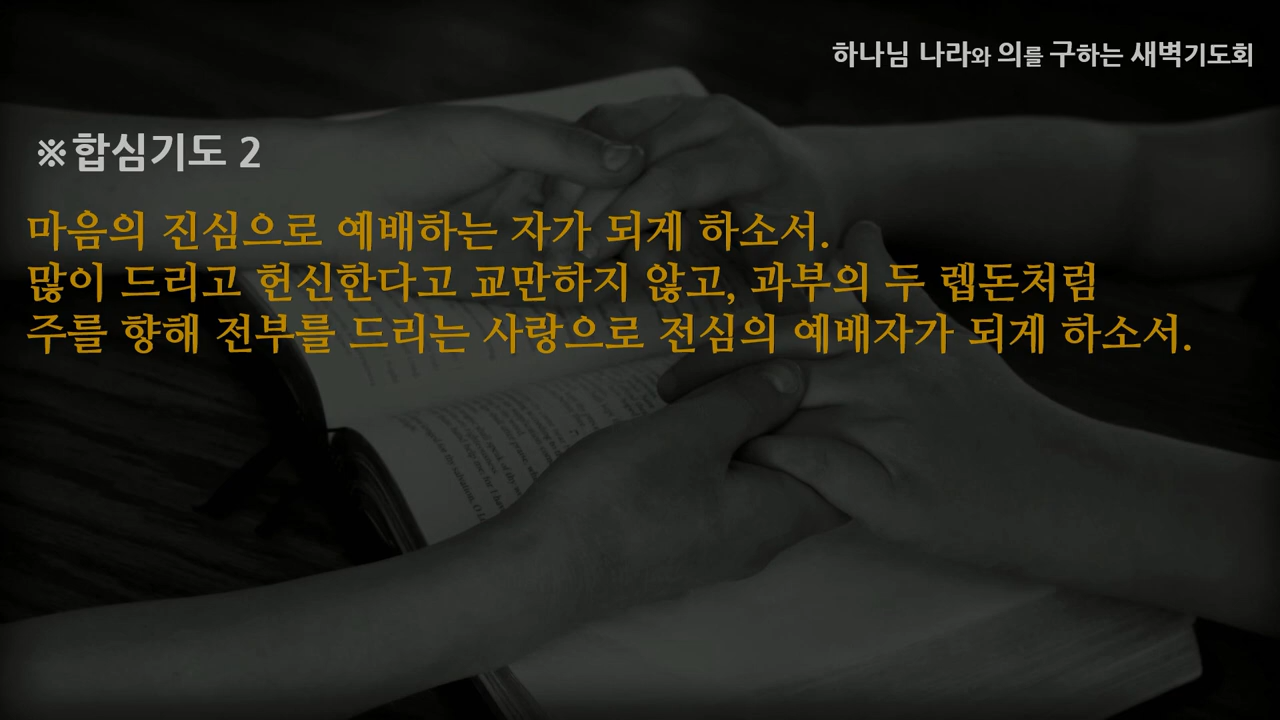 하나님 나라와 의를 구하는 새벽기도회
※합심기도 2
마음의 진심으로 예배하는 자가 되게 하소서.
많이 드리고 헌신한다고 교만하지 않고, 과부의 두 렙돈처럼
주를 향해 전부를 드리는 사랑으로 전심의 예배자가 되게 하소서.